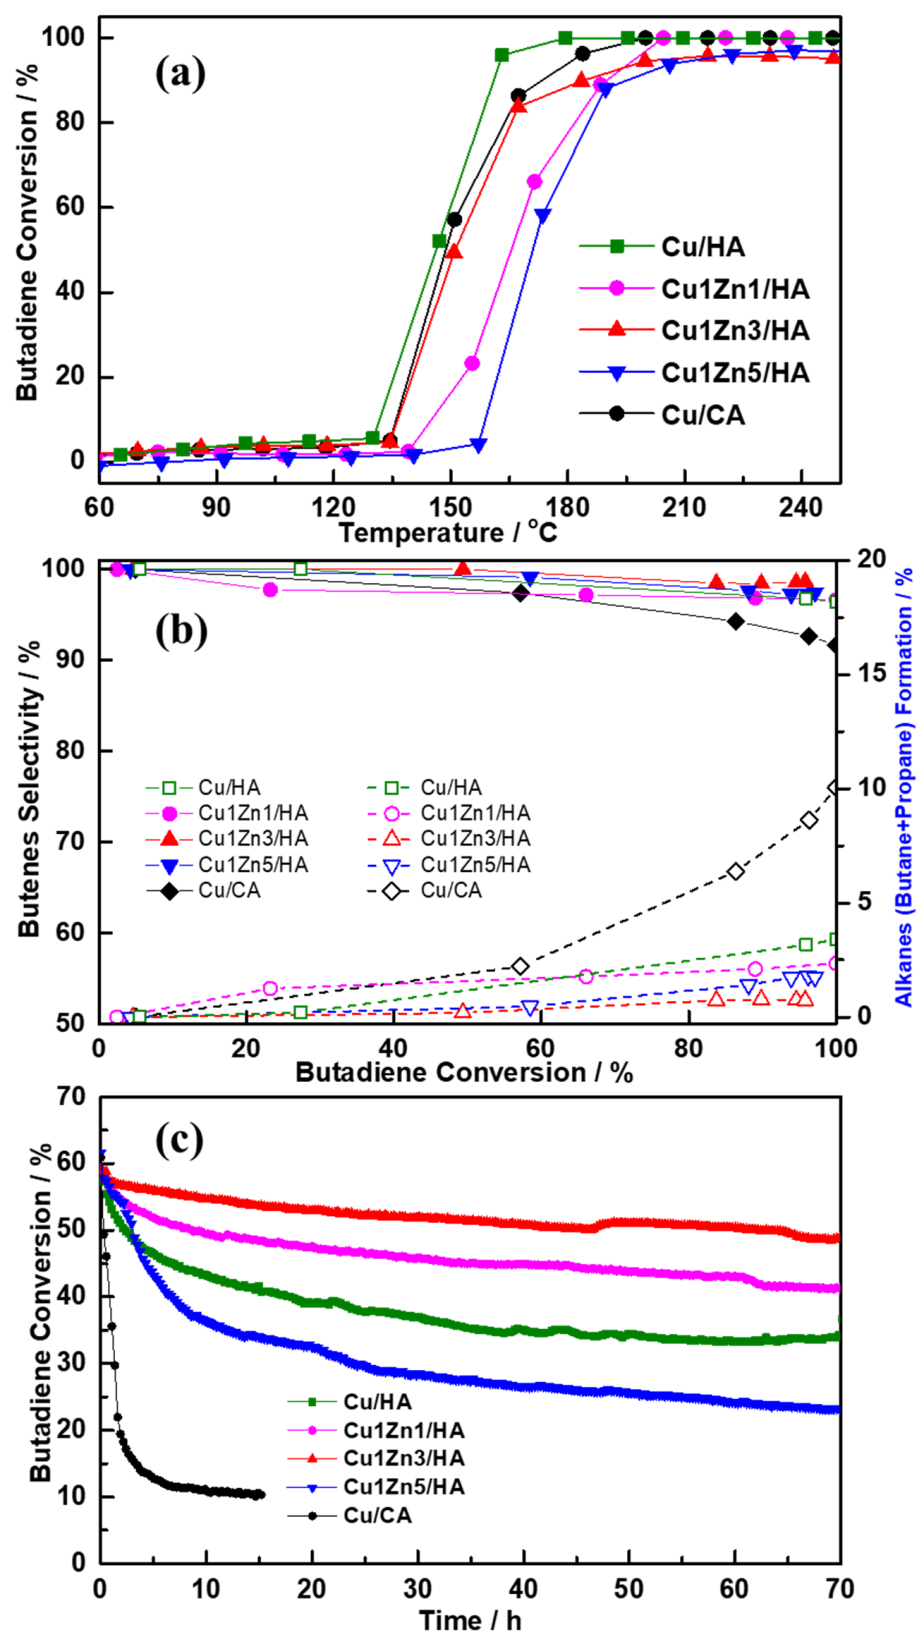 (a)
Butadiene Conversion / %
100
80
60
40
20
0
Cu/HA
Cu1Zn1/HA
Cu1Zn3/HA
Cu1Zn5/HA
Cu/CA
60 90 120 150 180 210 240
Temperature / °C
(b)
Butenes Selectivity / %
100
90
80
70
60
50
Alkanes (Butane+Propane) Formation / %
20
15
10
5
0
Cu/HA Cu/HA
Cu1Zn1/HA Cu1Zn1/HA
Cu1Zn3/HA Cu1Zn3/HA
Cu1Zn5/HA Cu1Zn5/HA
Cu/CA Cu/CA
0 20 40 60 80 100
Butadiene Conversion / %
(c)
Butadiene Conversion / %
70
60
50
40
30
20
10
0
Cu/HA
Cu1Zn1/HA
Cu1Zn3/HA
Cu1Zn5/HA
Cu/CA
0 10 20 30 40 50 60 70
Time / h